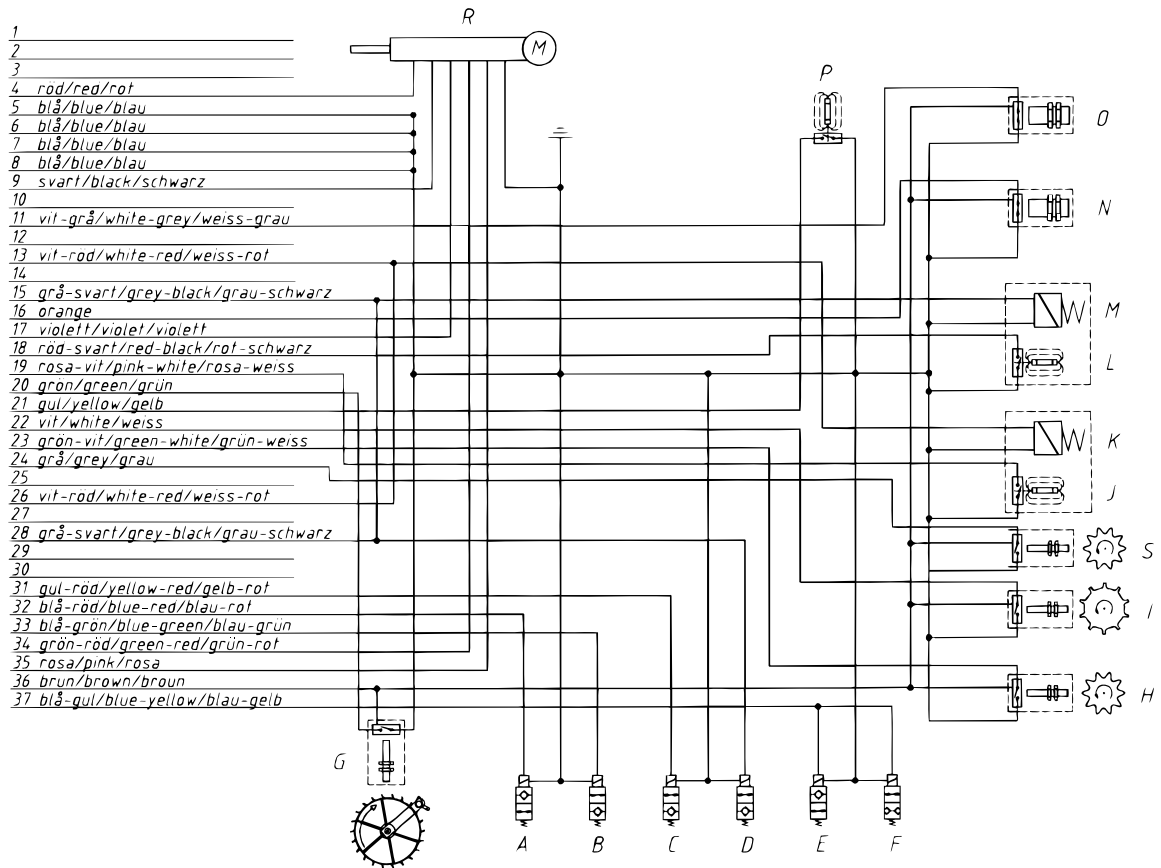 R
M
1
2
3
4 röd/red/rot
5 blå/blue/blau
6 blå/blue/blau
7 blå/blue/blau
8 blå/blue/blau
9 svart/black/schwarz
10
11 vit-grå/white-grey/weiss-grau
12
13 vit-röd/white-red/weiss-rot
14
15 grå-svart/grey-black/grau-schwarz
16 orange
17 violett/violet/violett
18 röd-svart/red-black/rot-schwarz
19 rosa-vit/pink-white/rosa-weiss
20 grön/green/grün
21 gul/yellow/gelb
22 vit/white/weiss
23 grön-vit/green-white/grün-weiss
24 grå/grey/grau
25
26 vit-röd/white-red/weiss-rot
27
28 grå-svart/grey-black/grau-schwarz
29
30
31 gul-röd/yellow-red/gelb-rot
32 blå-röd/blue-red/blau-rot
33 blå-grön/blue-green/blau-grün
34 grön-röd/green-red/grün-rot
35 rosa/pink/rosa
36 brun/brown/broun
37 blå-gul/blue-yellow/blau-gelb
P
O
N
M
L
K
J
S
I
H
G
A B C D E F